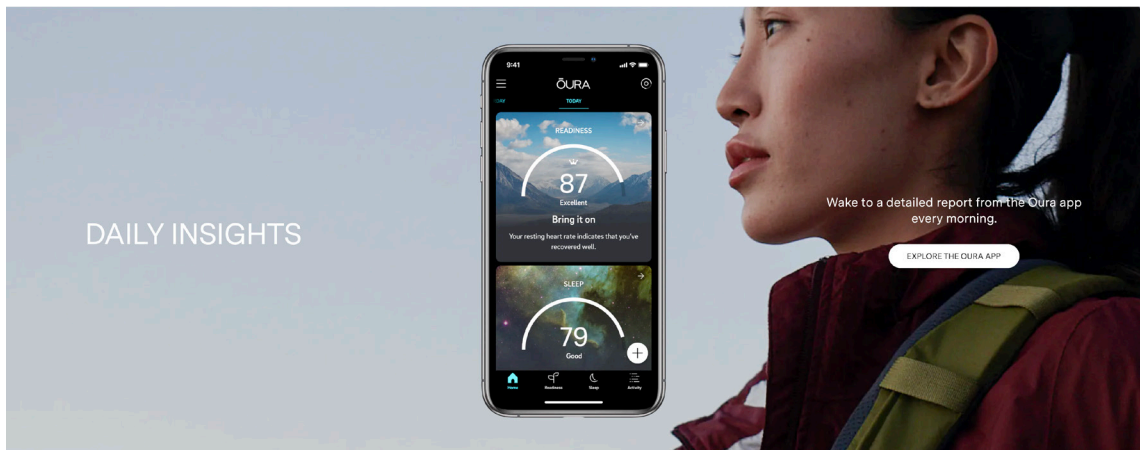 DAILY INSIGHTS
9:41
ŌURA
TODAY
READINESS
87
Excellent
Bring it on
Your resting heart rate indicates that you've
recovered well.
SLEEP
79
Good
Home Readiness Sleep Activity
Wake to a detailed report from the Oura app
every morning.
EXPLORE THE OURA APP